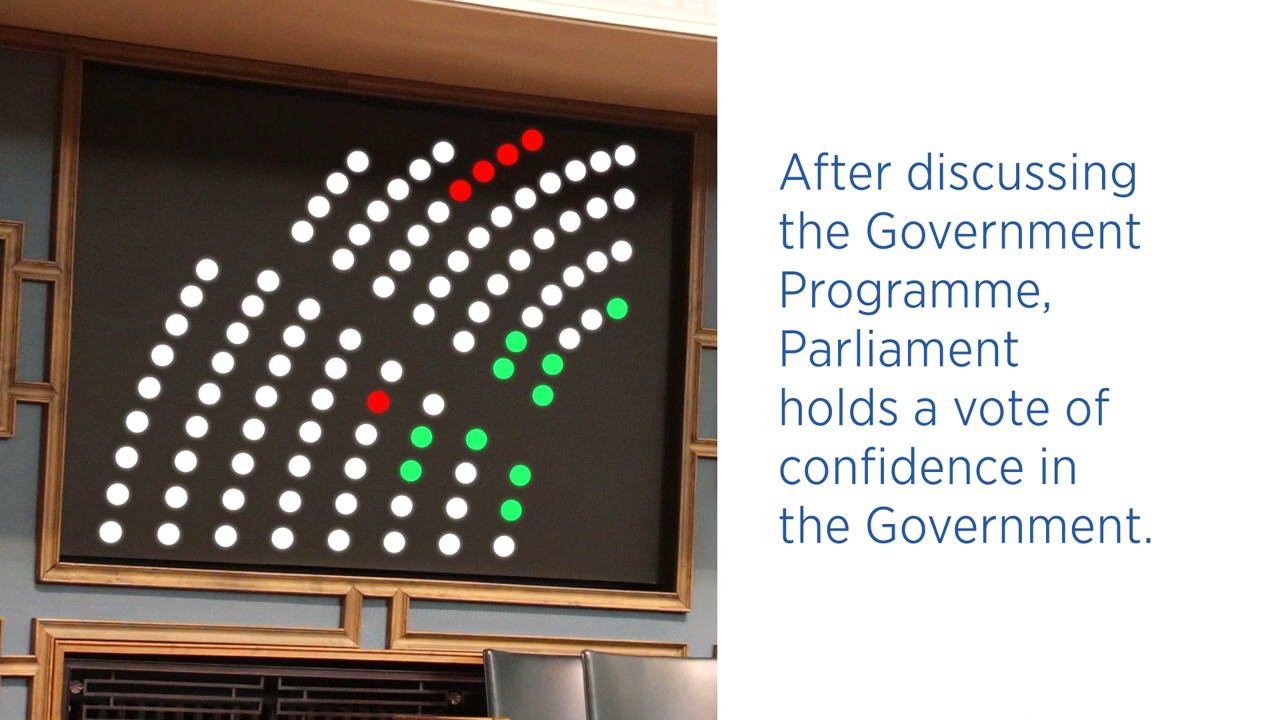 After discussing
the Government
Programme,
Parliament
holds a vote of
confidence in
the Government.